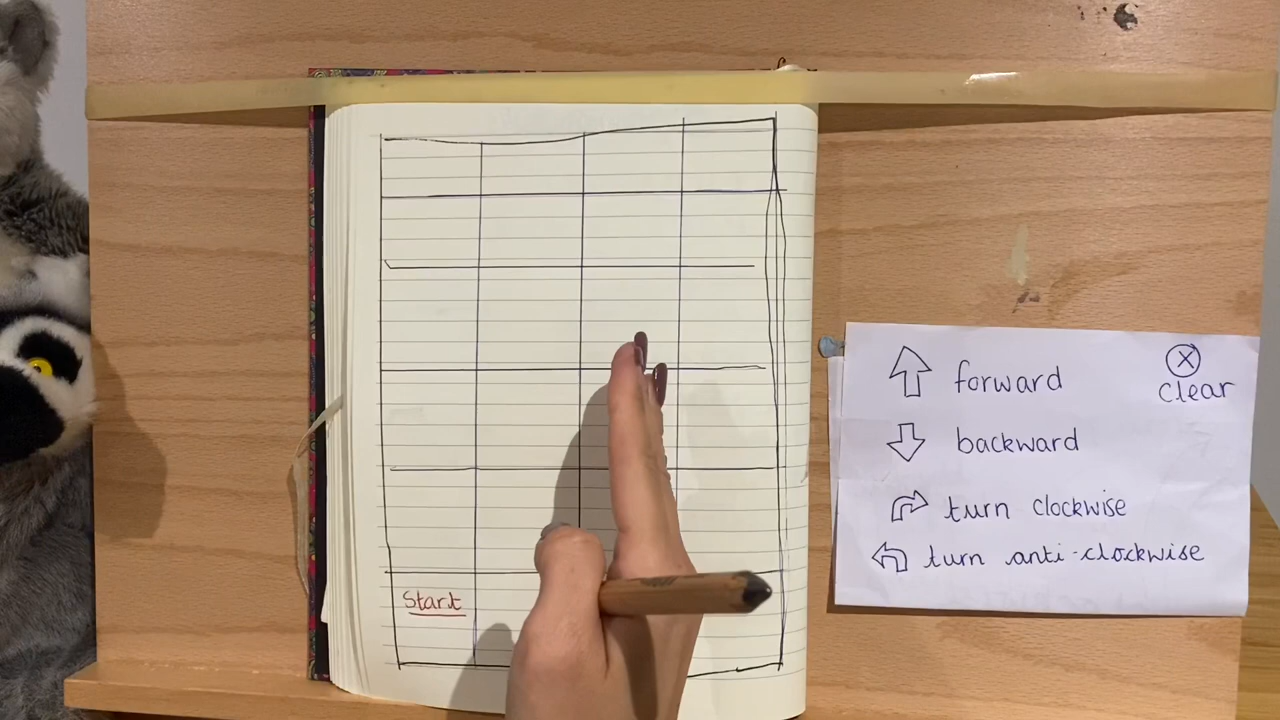 forward
clear
backward
turn clockwise
turn anti-clockwise
Start